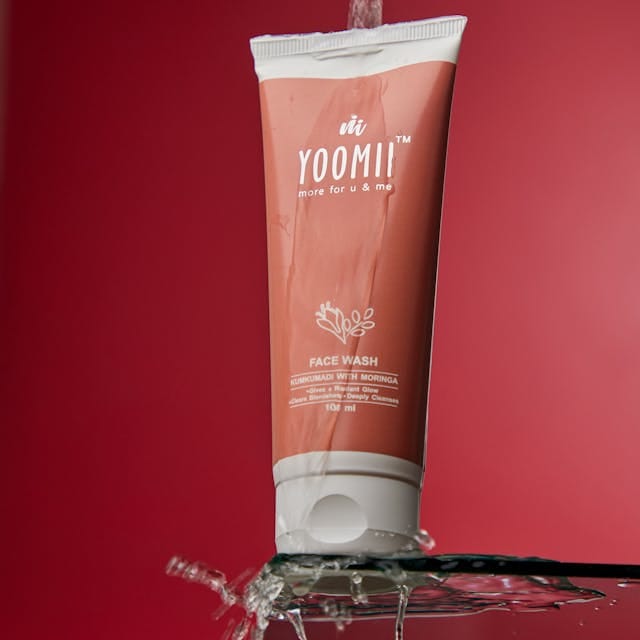 YOOMII™
more for u & me
FACE WASH
KUMKUMADI WITH MORINGA
•Gives a Radiant Glow
•Clears Blemishes •Deeply Cleanses
100 ml